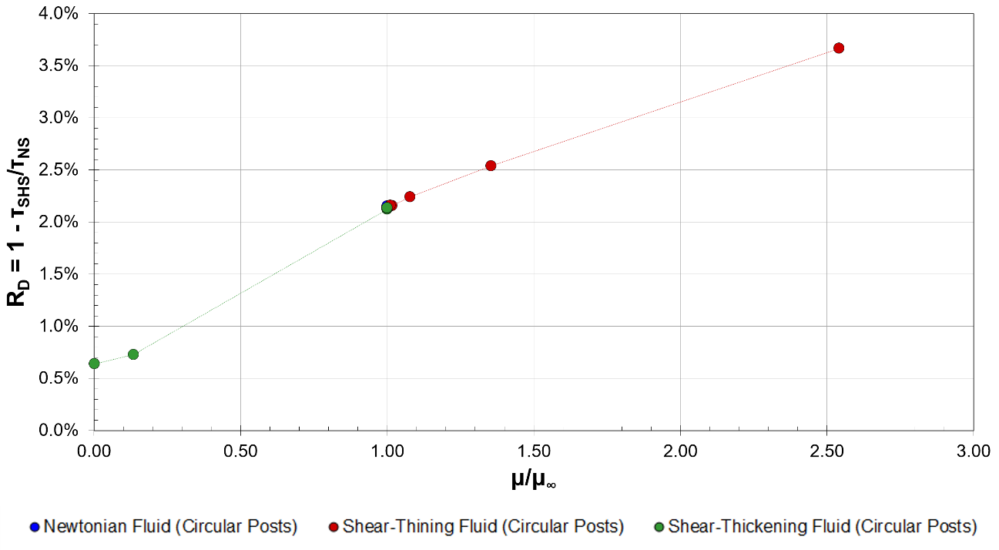 4.0%
3.5%
3.0%
2.5%
2.0%
1.5%
1.0%
0.5%
0.0%
R_D = 1 - τ_SHS/τ_NS
0.00 0.50 1.00 1.50 2.00 2.50 3.00
μ/μ_∞
Newtonian Fluid (Circular Posts) Shear-Thining Fluid (Circular Posts) Shear-Thickening Fluid (Circular Posts)